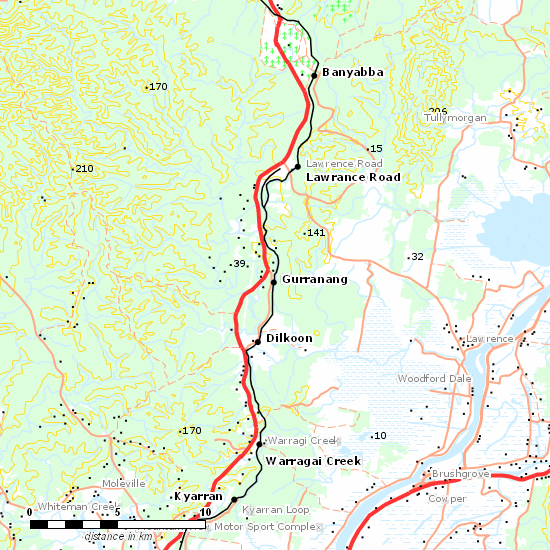 Banyabba
170
206
Tullymorgan
15
Lawrence Road
Lawrance Road
210
141
39
32
Gurranang
Dilkoon
Lawrence
Woodford Dale
170
Warragi Creek
10
Warragai Creek
Brushgrove
Moleville
Kyarran
Cowper
Whiteman Creek
Kyarran Loop
0 5 10
Motor Sport Complex
distance in km